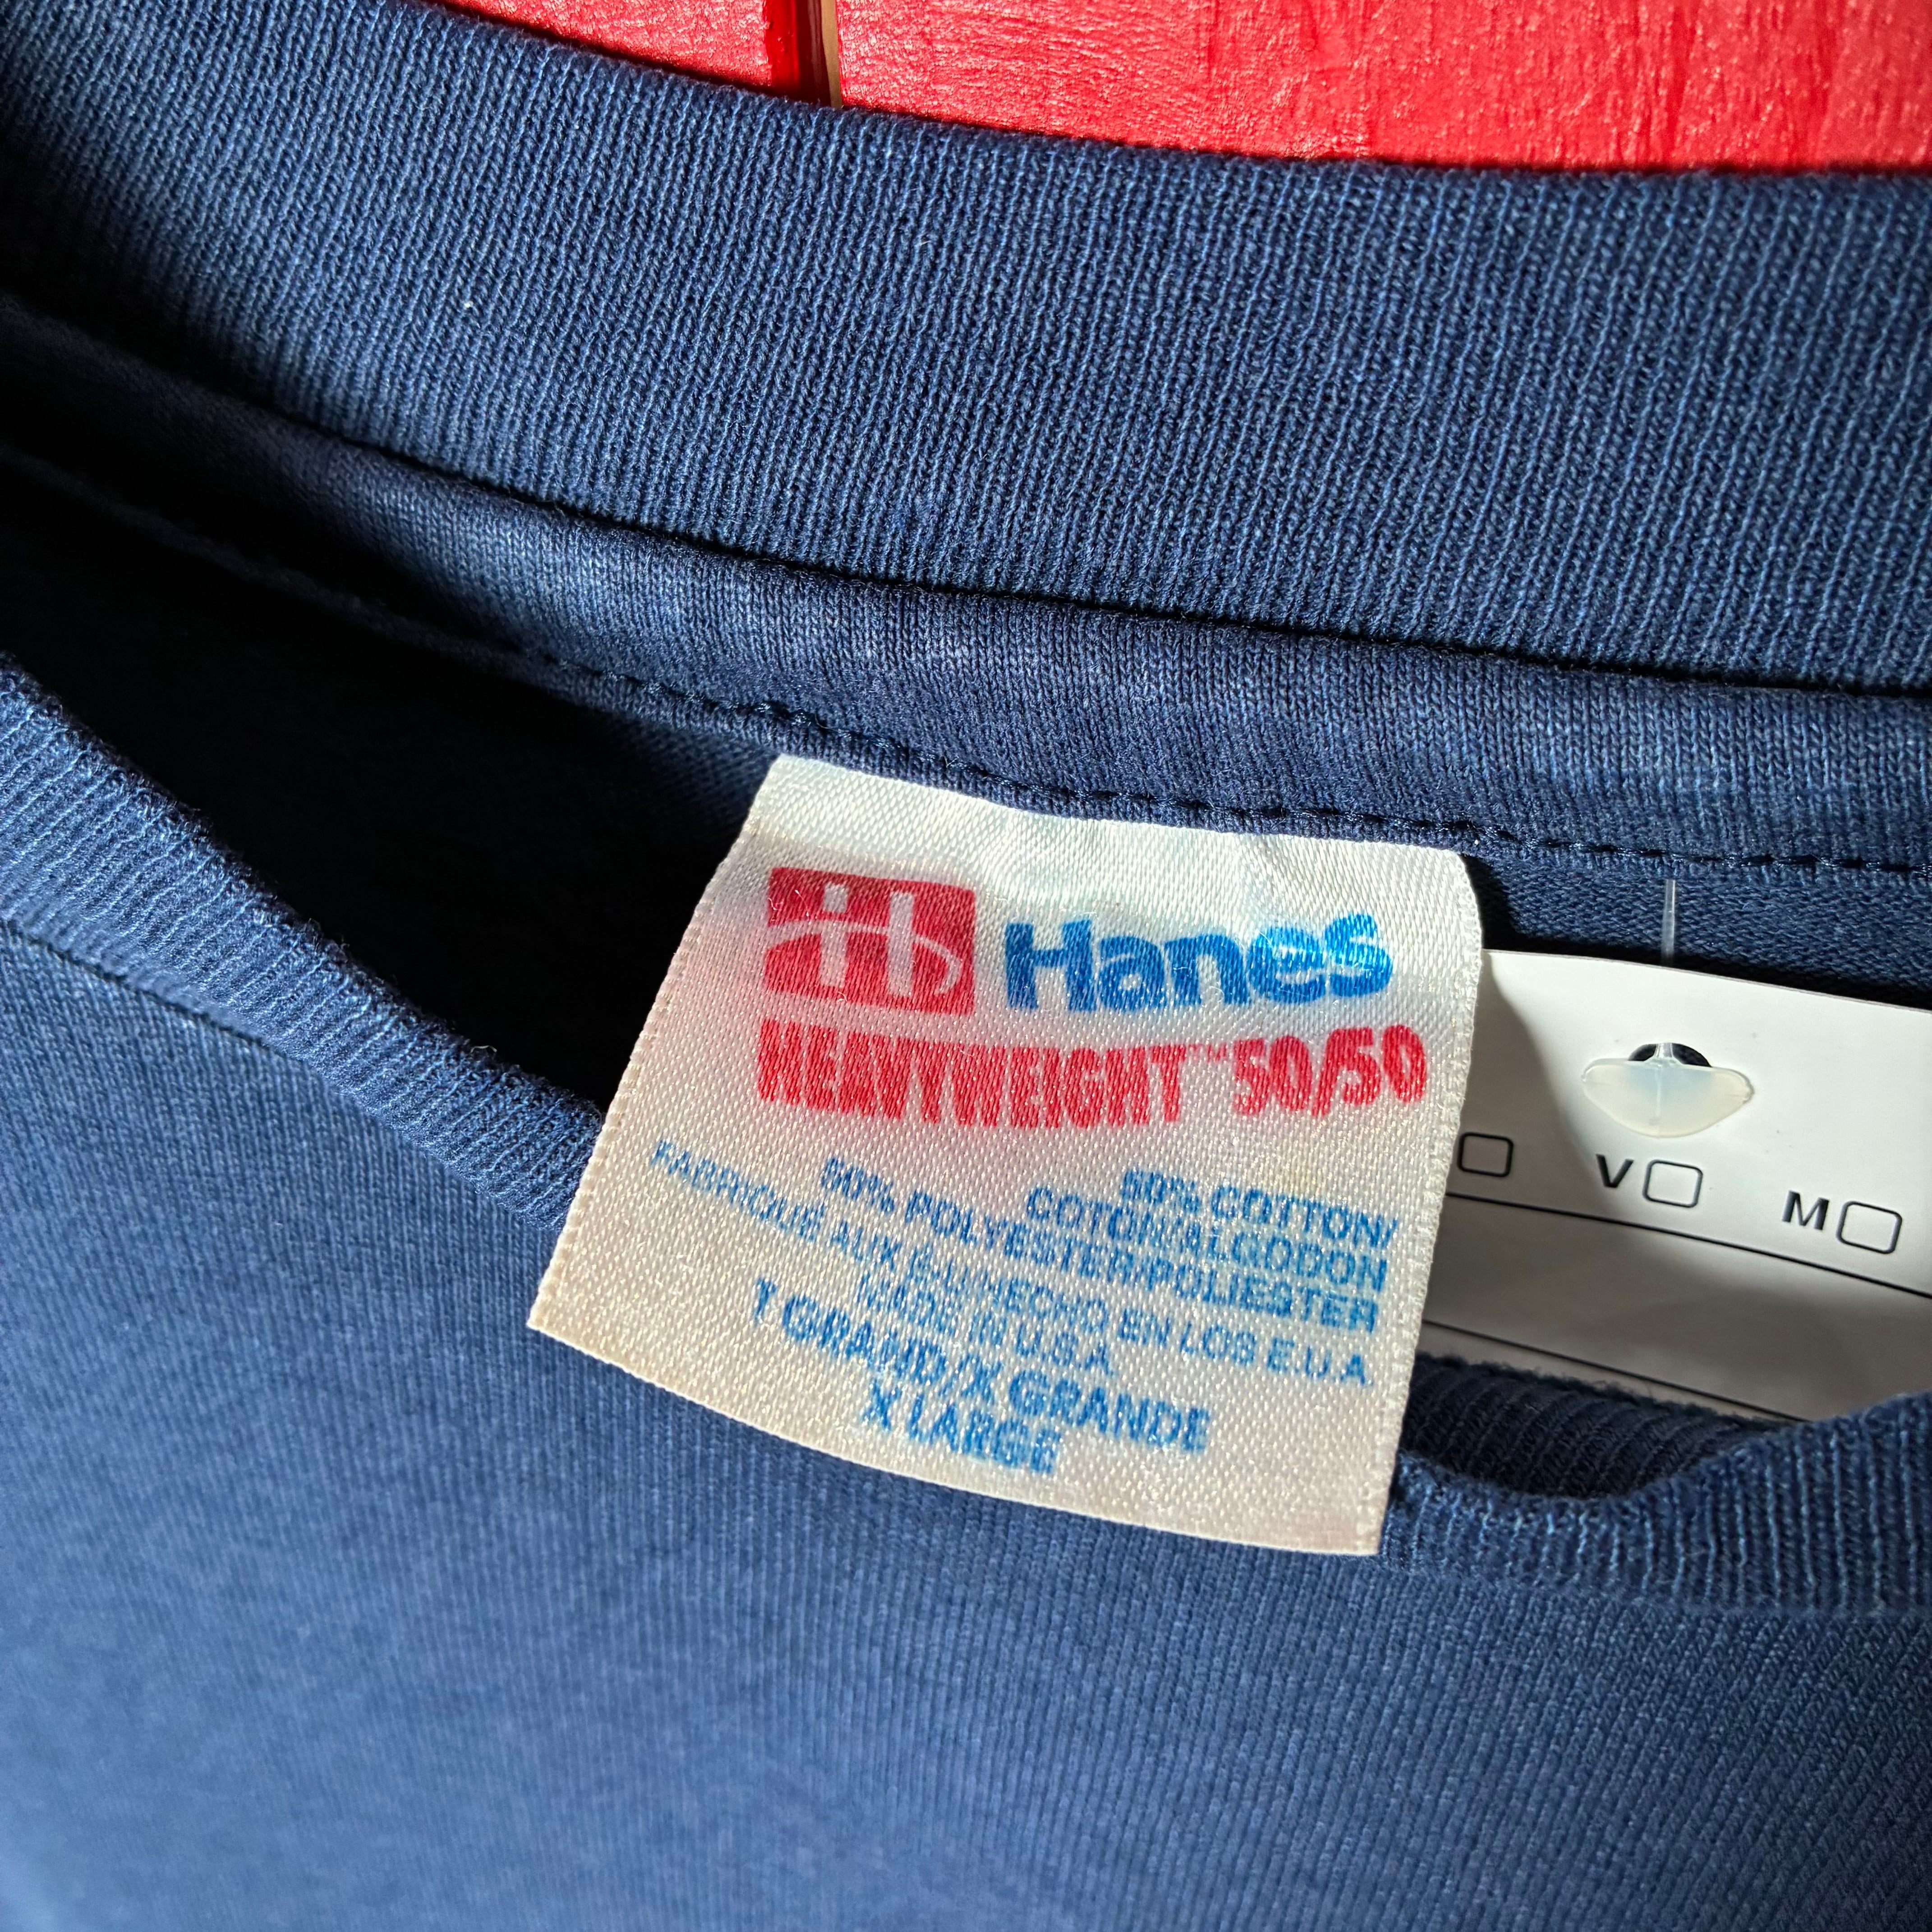 Hanes
HEAVYWEIGHT™ 50/50
50% COTTON/
COTON/ALGODON
50% POLYESTER/POLIESTER
FABRIQUÉ AUX É.-U./HECHO EN LOS E.U.A.
MADE IN U.S.A.
T GRAND/X GRANDE
X LARGE
V
M